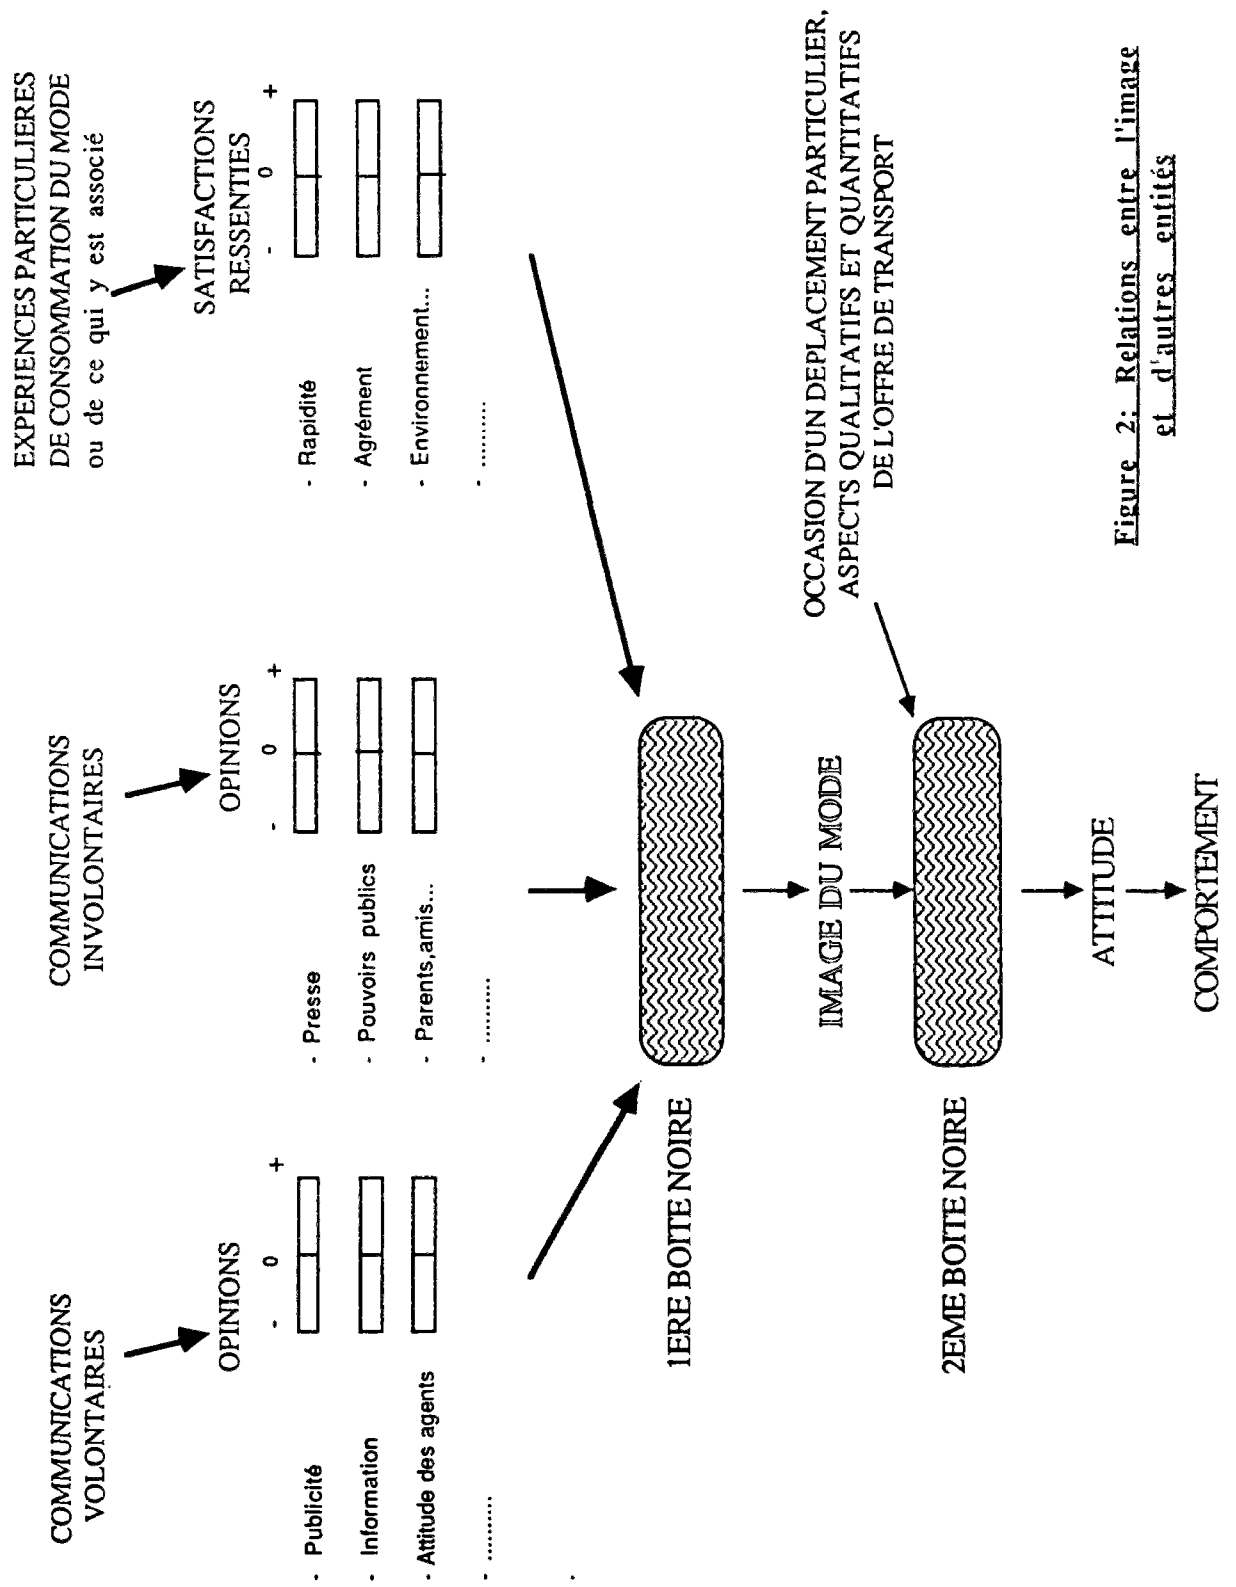 COMMUNICATIONS
VOLONTAIRES
OPINIONS
- 0 +
- Publicité
- Information
- Attitude des agents
- ..........
COMMUNICATIONS
INVOLONTAIRES
OPINIONS
- 0 +
- Presse
- Pouvoirs publics
- Parents,amis...
- ..........
EXPERIENCES PARTICULIERES
DE CONSOMMATION DU MODE
ou de ce qui y est associé
SATISFACTIONS
RESSENTIES
- 0 +
- Rapidité
- Agrément
- Environnement...
- ..........
1ERE BOITE NOIRE
IMAGE DU MODE
OCCASION D'UN DEPLACEMENT PARTICULIER,
ASPECTS QUALITATIFS ET QUANTITATIFS
DE L'OFFRE DE TRANSPORT
2EME BOITE NOIRE
ATTITUDE
COMPORTEMENT
Figure 2: Relations entre l'image
et d'autres entités